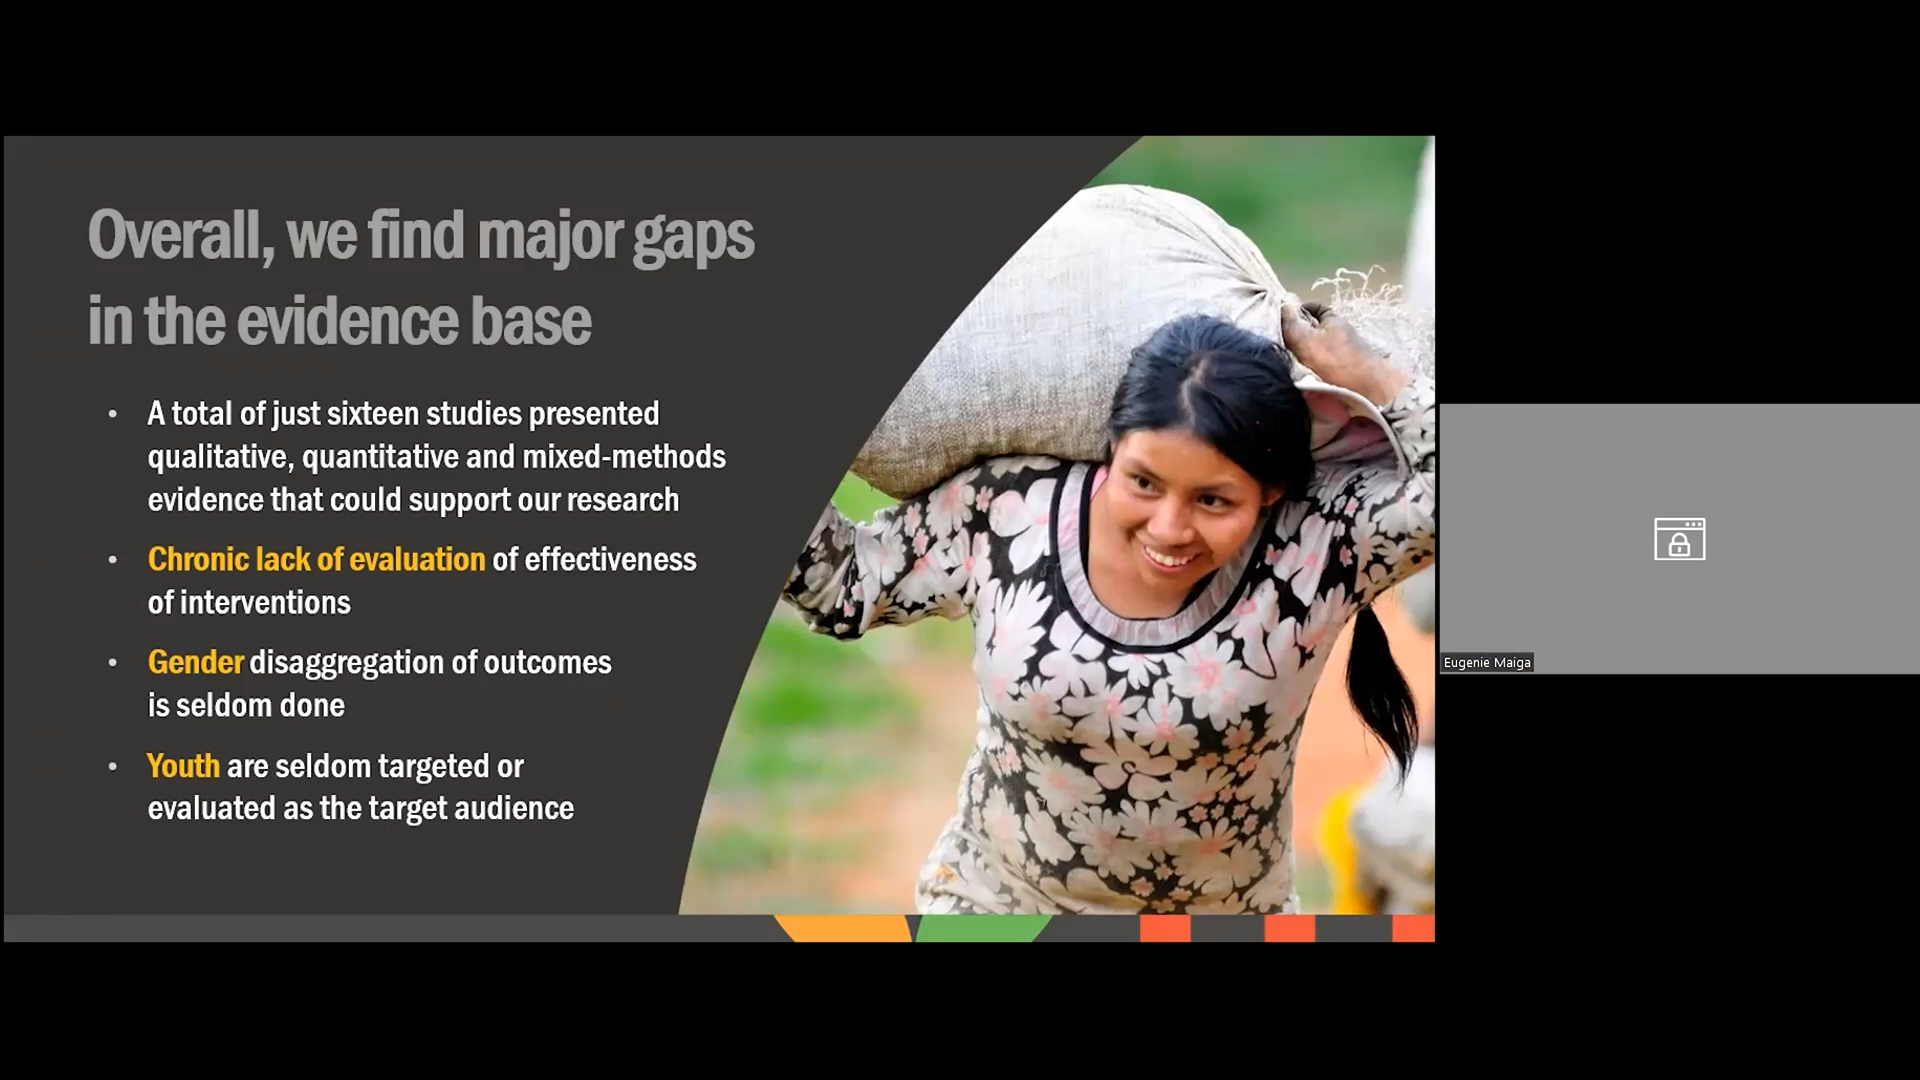 Overall, we find major gaps
in the evidence base
• A total of just sixteen studies presented
qualitative, quantitative and mixed-methods
evidence that could support our research
• Chronic lack of evaluation of effectiveness
of interventions
• Gender disaggregation of outcomes
is seldom done
• Youth are seldom targeted or
evaluated as the target audience
Eugenie Maiga